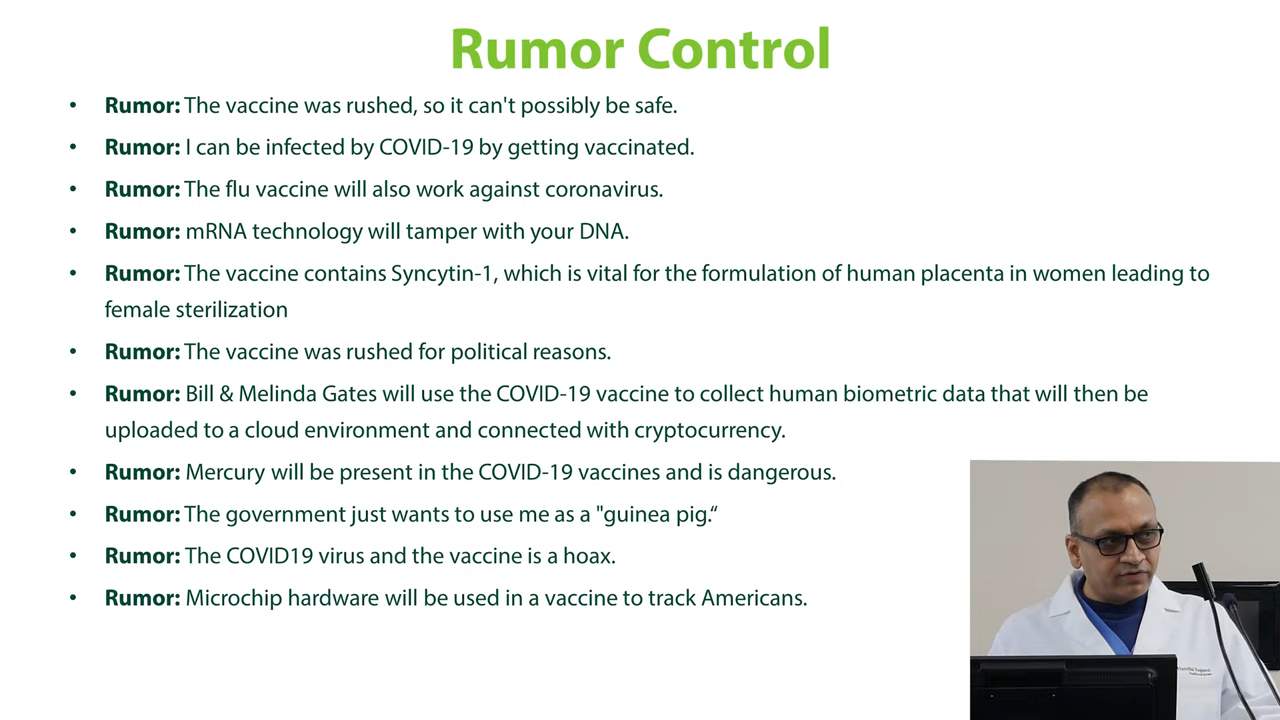 Rumor Control
• Rumor: The vaccine was rushed, so it can't possibly be safe.
• Rumor: I can be infected by COVID-19 by getting vaccinated.
• Rumor: The flu vaccine will also work against coronavirus.
• Rumor: mRNA technology will tamper with your DNA.
• Rumor: The vaccine contains Syncytin-1, which is vital for the formulation of human placenta in women leading to
female sterilization
• Rumor: The vaccine was rushed for political reasons.
• Rumor: Bill & Melinda Gates will use the COVID-19 vaccine to collect human biometric data that will then be
uploaded to a cloud environment and connected with cryptocurrency.
• Rumor: Mercury will be present in the COVID-19 vaccines and is dangerous.
• Rumor: The government just wants to use me as a "guinea pig.“
• Rumor: The COVID19 virus and the vaccine is a hoax.
• Rumor: Microchip hardware will be used in a vaccine to track Americans.